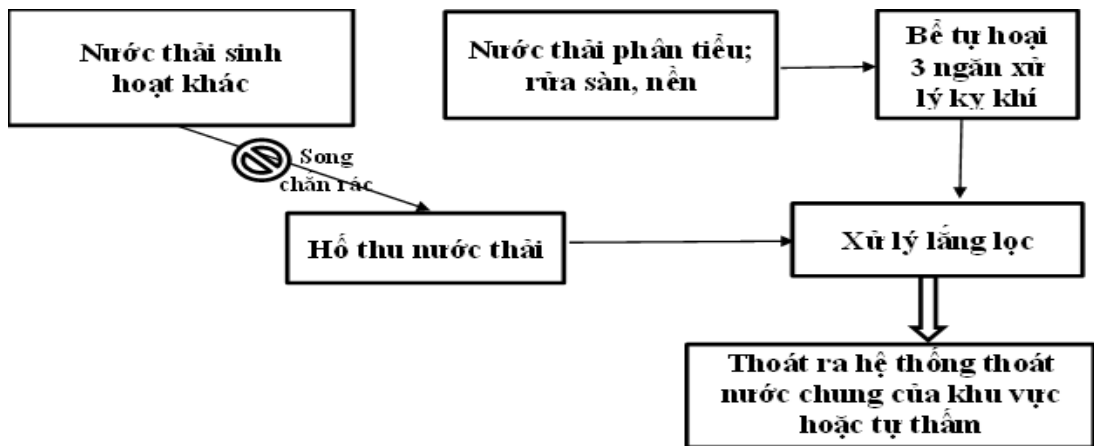 Nước thải sinh
hoạt khác
Nước thải phân tiểu;
rửa sàn, nền
Bể tự hoại
3 ngăn xử
lý kỵ khí
Song
chắn rác
Hố thu nước thải
Xử lý lắng lọc
Thoát ra hệ thống thoát
nước chung của khu vực
hoặc tự thấm